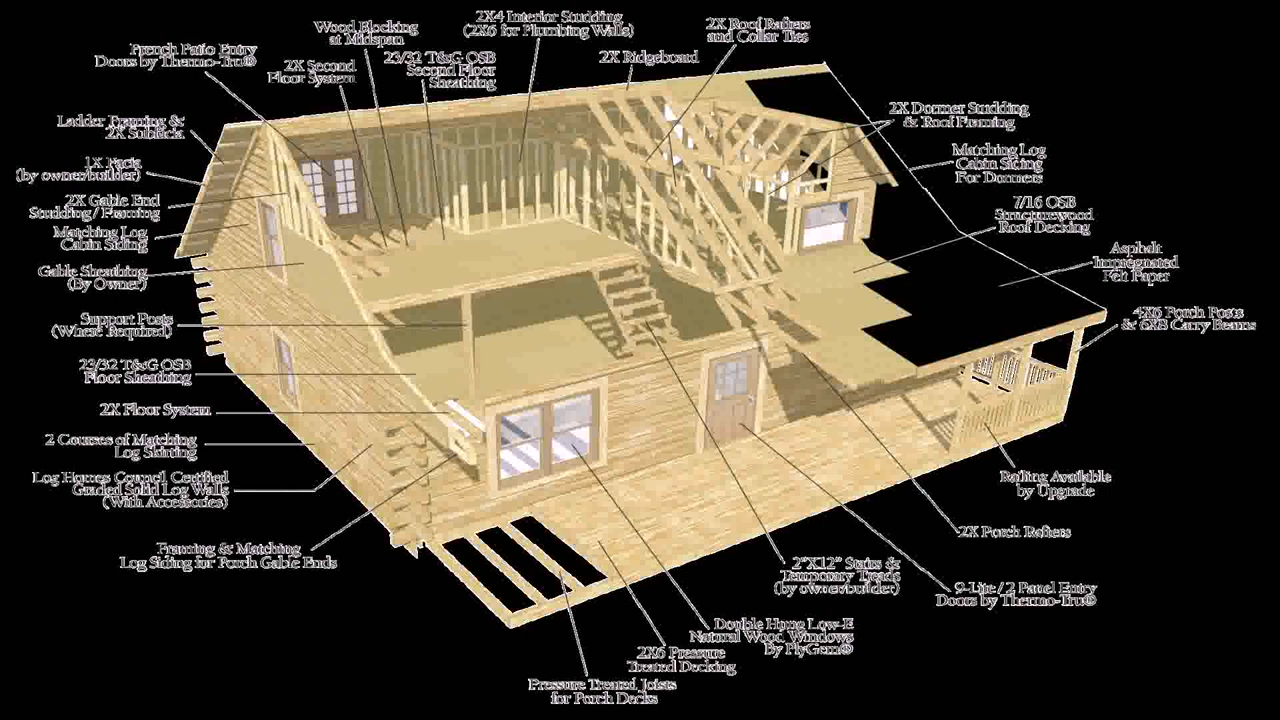 2X4 Interior Studding
(2X6 for Plumbing Walls)
2X Roof Rafters
and Collar Ties
Wood Blocking
at Midspan
French Patio Entry
Doors by Thermo-Tru®
2X Second
Floor System
23/32 T&G OSB
Second Floor
Sheathing
2X Ridgeboard
2X Dormer Studding
& Roof Framing
Ladder Framing &
2X Subfacia
Matching Log
Cabin Siding
For Dormers
1X Facia
(by owner/builder)
2X Gable End
Studding / Framing
7/16 OSB
Structurewood
Roof Decking
Matching Log
Cabin Siding
Asphalt
Impregnated
Felt Paper
Gable Sheathing
(By Owner)
Support Posts
(Where Required)
4X6 Porch Posts
& 6X8 Carry Beams
23/32 T&G OSB
Floor Sheathing
2X Floor System
2 Courses of Matching
Log Skirting
Log Homes Council Certified
Graded Solid Log Walls
(With Accessories)
Railing Available
by Upgrade
2X Porch Rafters
Framing & Matching
Log Siding for Porch Gable Ends
2"X12" Stairs &
Temporary Treads
(by owner/builder)
9-Lite / 2 Panel Entry
Doors by Thermo-Tru®
Double Hung Low-E
Natural Wood Windows
By PlyGem®
2X6 Pressure
Treated Decking
Pressure Treated Joists
for Porch Decks